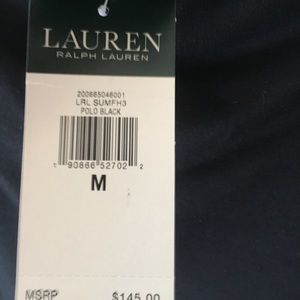 LAUREN
RALPH LAUREN
200665046001
LRL SUMFH3
POLO BLACK
1 90866 52702 2
M
MSRP $145.00